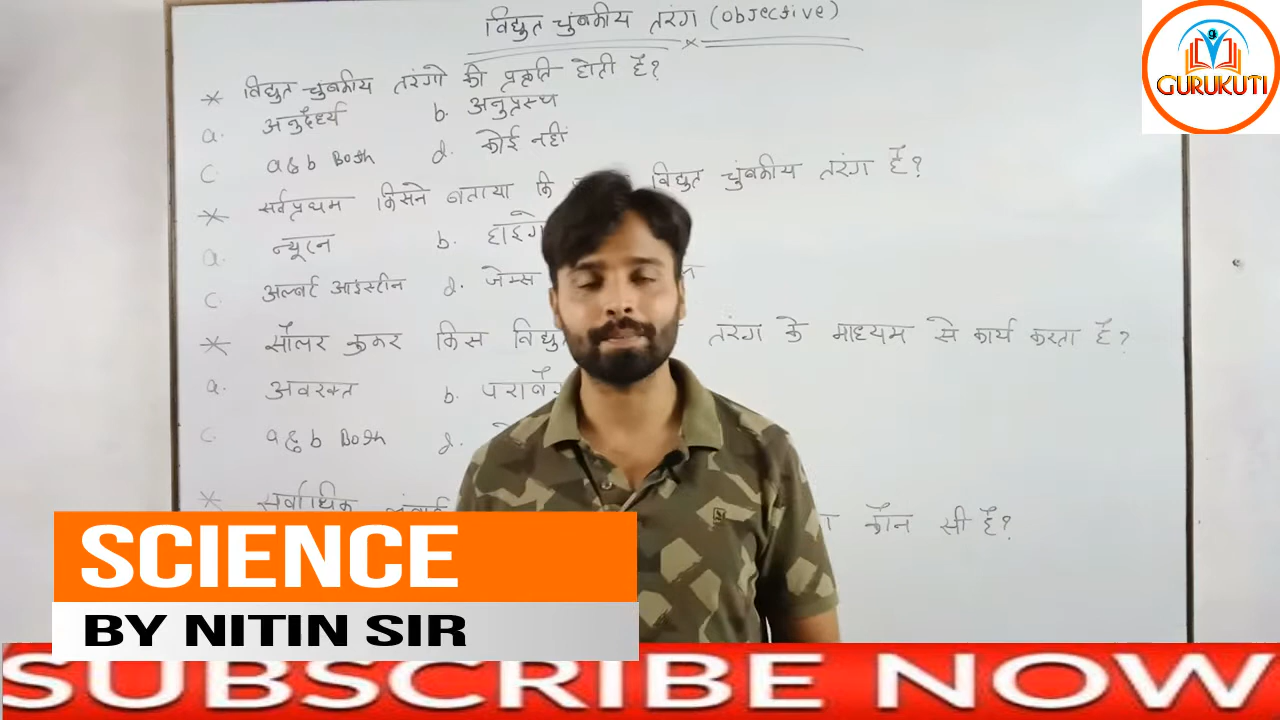 विद्युत चुंबकीय तरंग (objective)
* विद्युत चुंबकीय तरंगो की प्रकृति होती है?
a. अनुदैर्ध्य b. अनुप्रस्थ
c. a & b Both d. कोई नहीं
* सर्वप्रथम किसने बताया कि विद्युत चुंबकीय तरंग है?
a. न्यूटन b.
c. अल्बर्ट आइंस्टीन d. जेम्स
* सौलर कुकर किस तरंग के माध्यम से कार्य करता है?
a. अवरक्त b.
c. a & b Both d.
* सर्वाधिक कौन सी है?
GURUKUTI
SCIENCE
BY NITIN SIR
SUBSCRIBE NOW